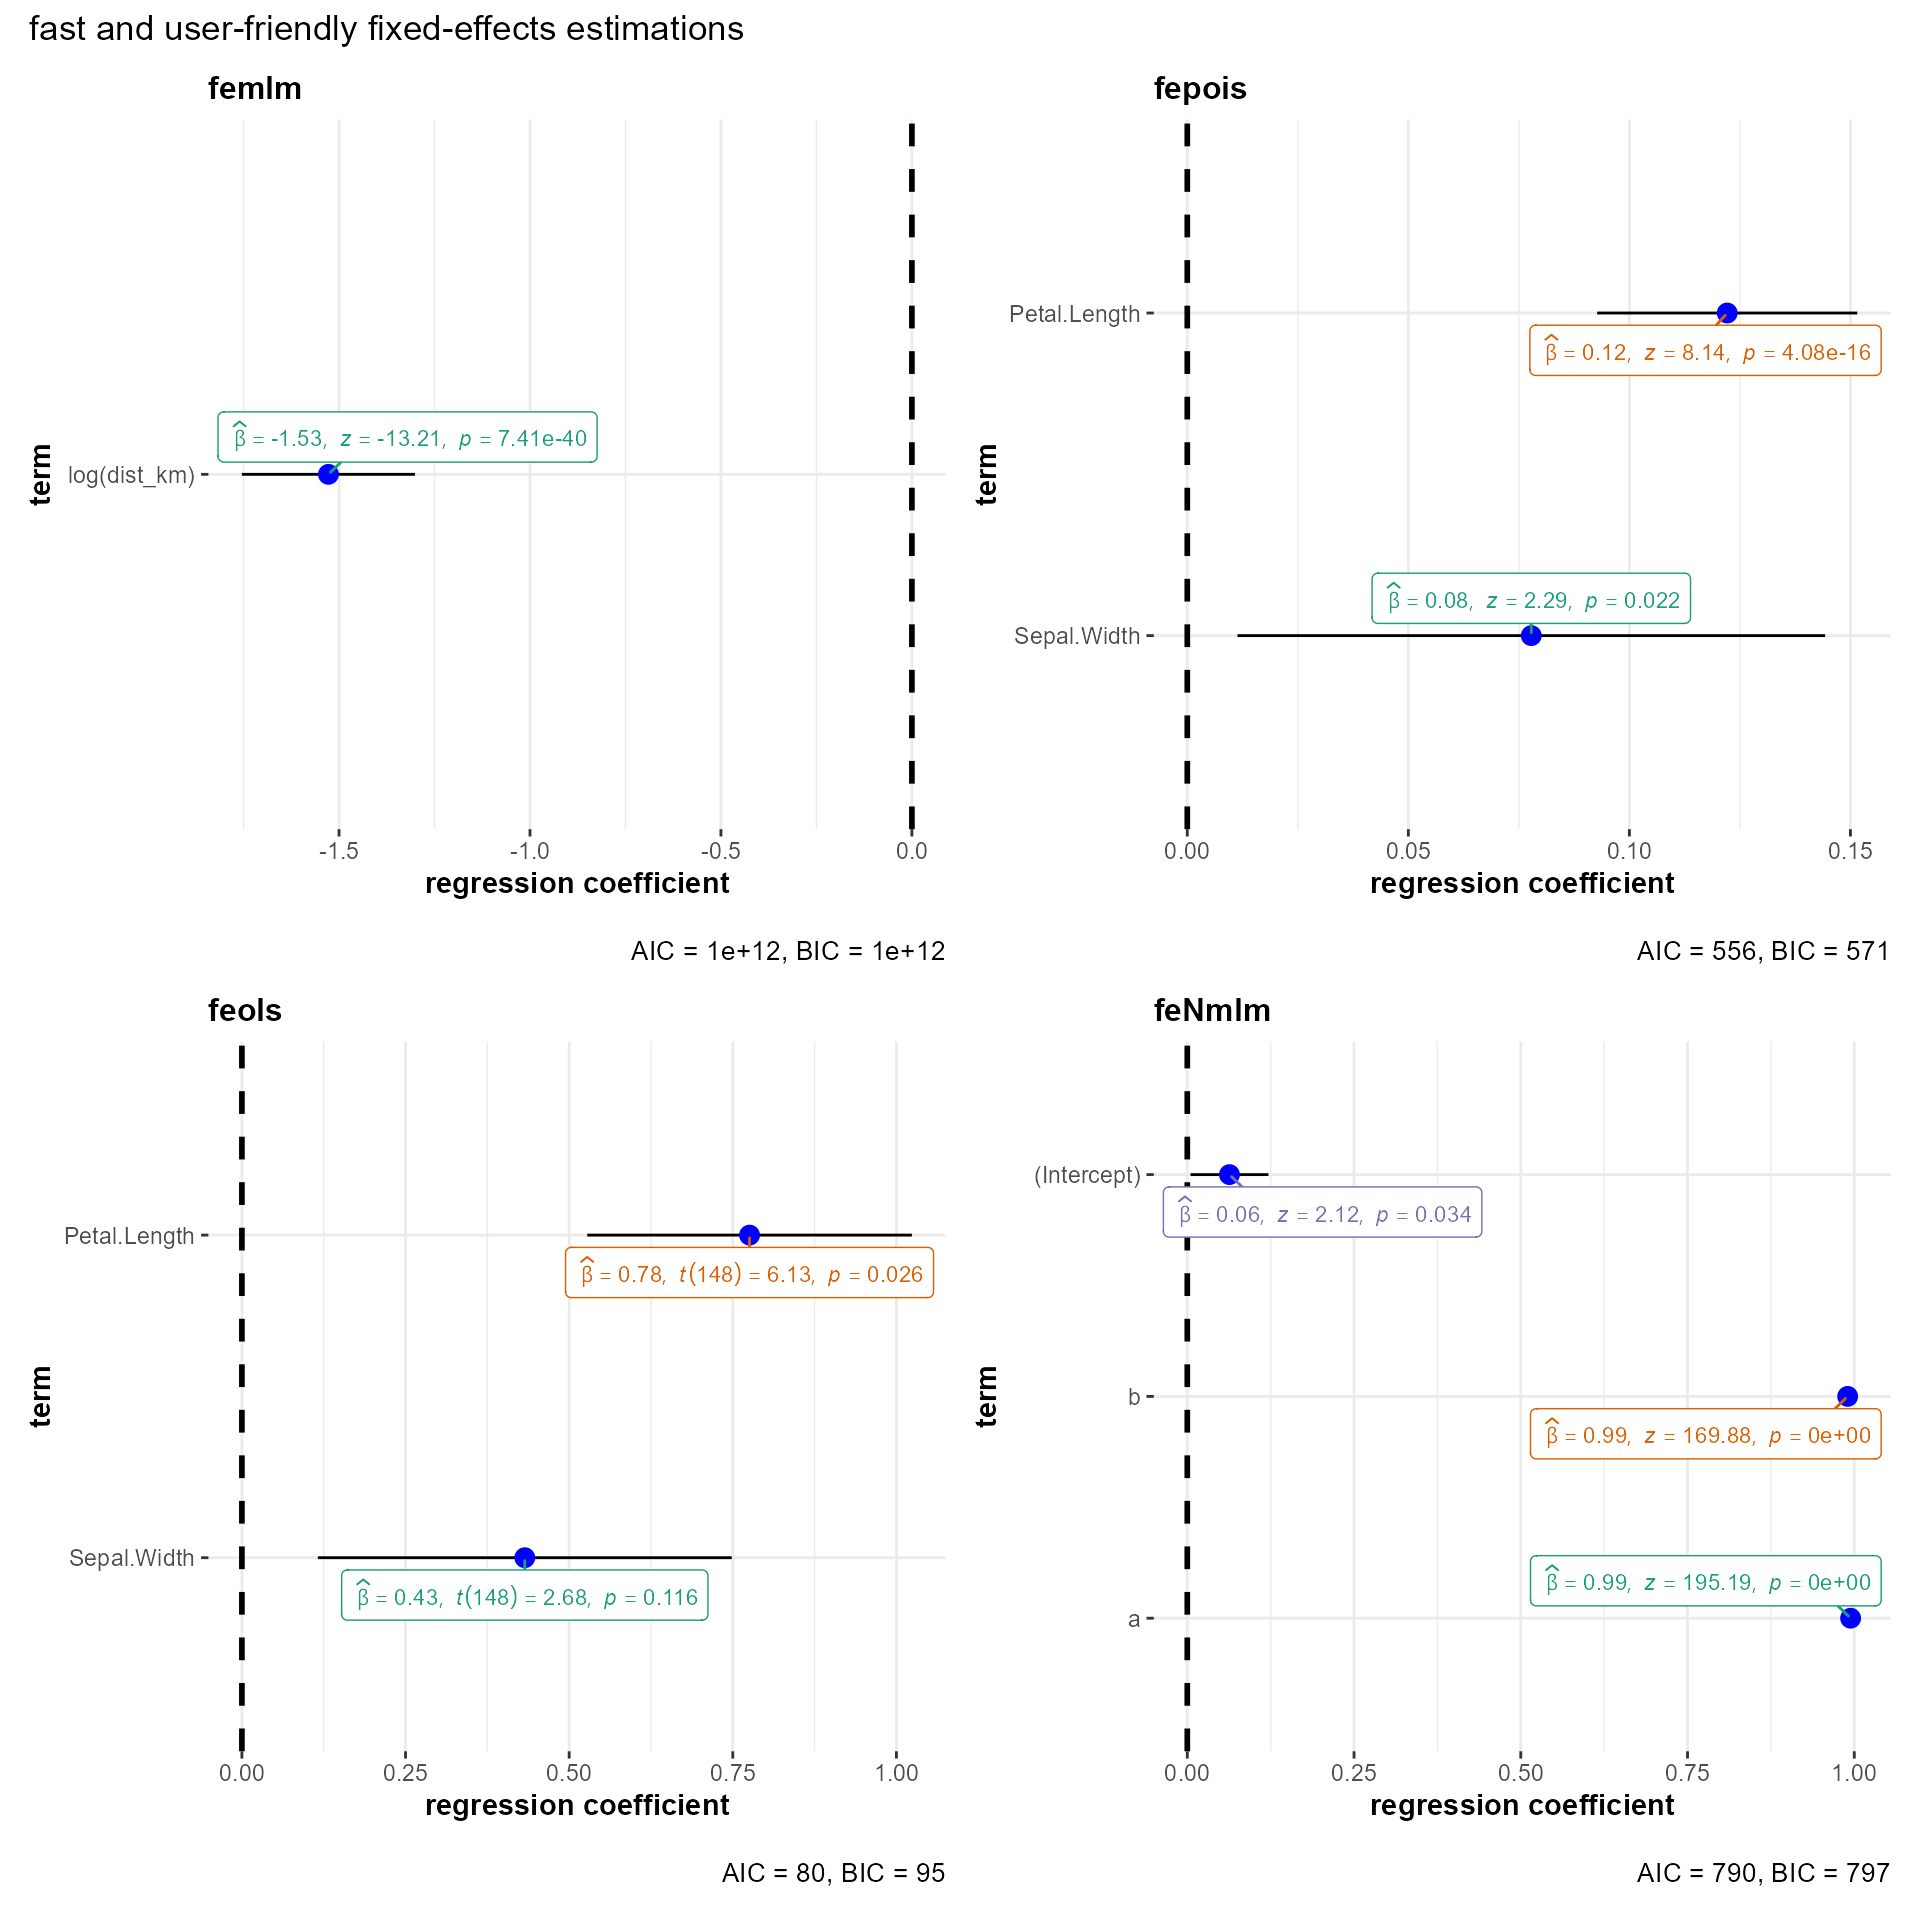 fast and user-friendly fixed-effects estimations
femlm
term
β̂ = -1.53, z = -13.21, p = 7.41e-40
log(dist_km)
-1.5 -1.0 -0.5 0.0
regression coefficient
AIC = 1e+12, BIC = 1e+12
fepois
term
Petal.Length
β̂ = 0.12, z = 8.14, p = 4.08e-16
β̂ = 0.08, z = 2.29, p = 0.022
Sepal.Width
0.00 0.05 0.10 0.15
regression coefficient
AIC = 556, BIC = 571
feols
term
Petal.Length
β̂ = 0.78, t(148) = 6.13, p = 0.026
Sepal.Width
β̂ = 0.43, t(148) = 2.68, p = 0.116
0.00 0.25 0.50 0.75 1.00
regression coefficient
AIC = 80, BIC = 95
feNmlm
term
(Intercept)
β̂ = 0.06, z = 2.12, p = 0.034
b
β̂ = 0.99, z = 169.88, p = 0e+00
β̂ = 0.99, z = 195.19, p = 0e+00
a
0.00 0.25 0.50 0.75 1.00
regression coefficient
AIC = 790, BIC = 797